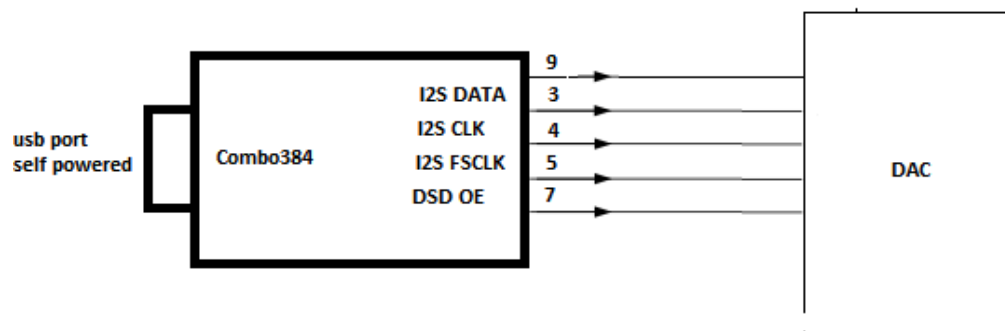 9
I2S DATA 3
I2S CLK 4
usb port
self powered
Combo384
I2S FSCLK 5
DSD OE 7
DAC